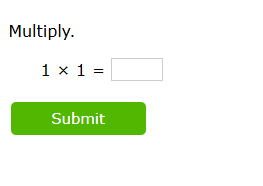 Multiply.
1 × 1 =
Submit